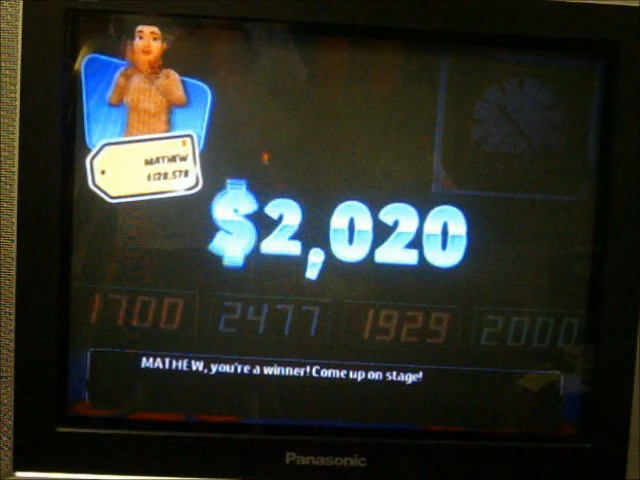 MATHEW
$128,578
$2,020
1700 2477 1929 2000
MATHEW, you're a winner! Come up on stage!
Panasonic